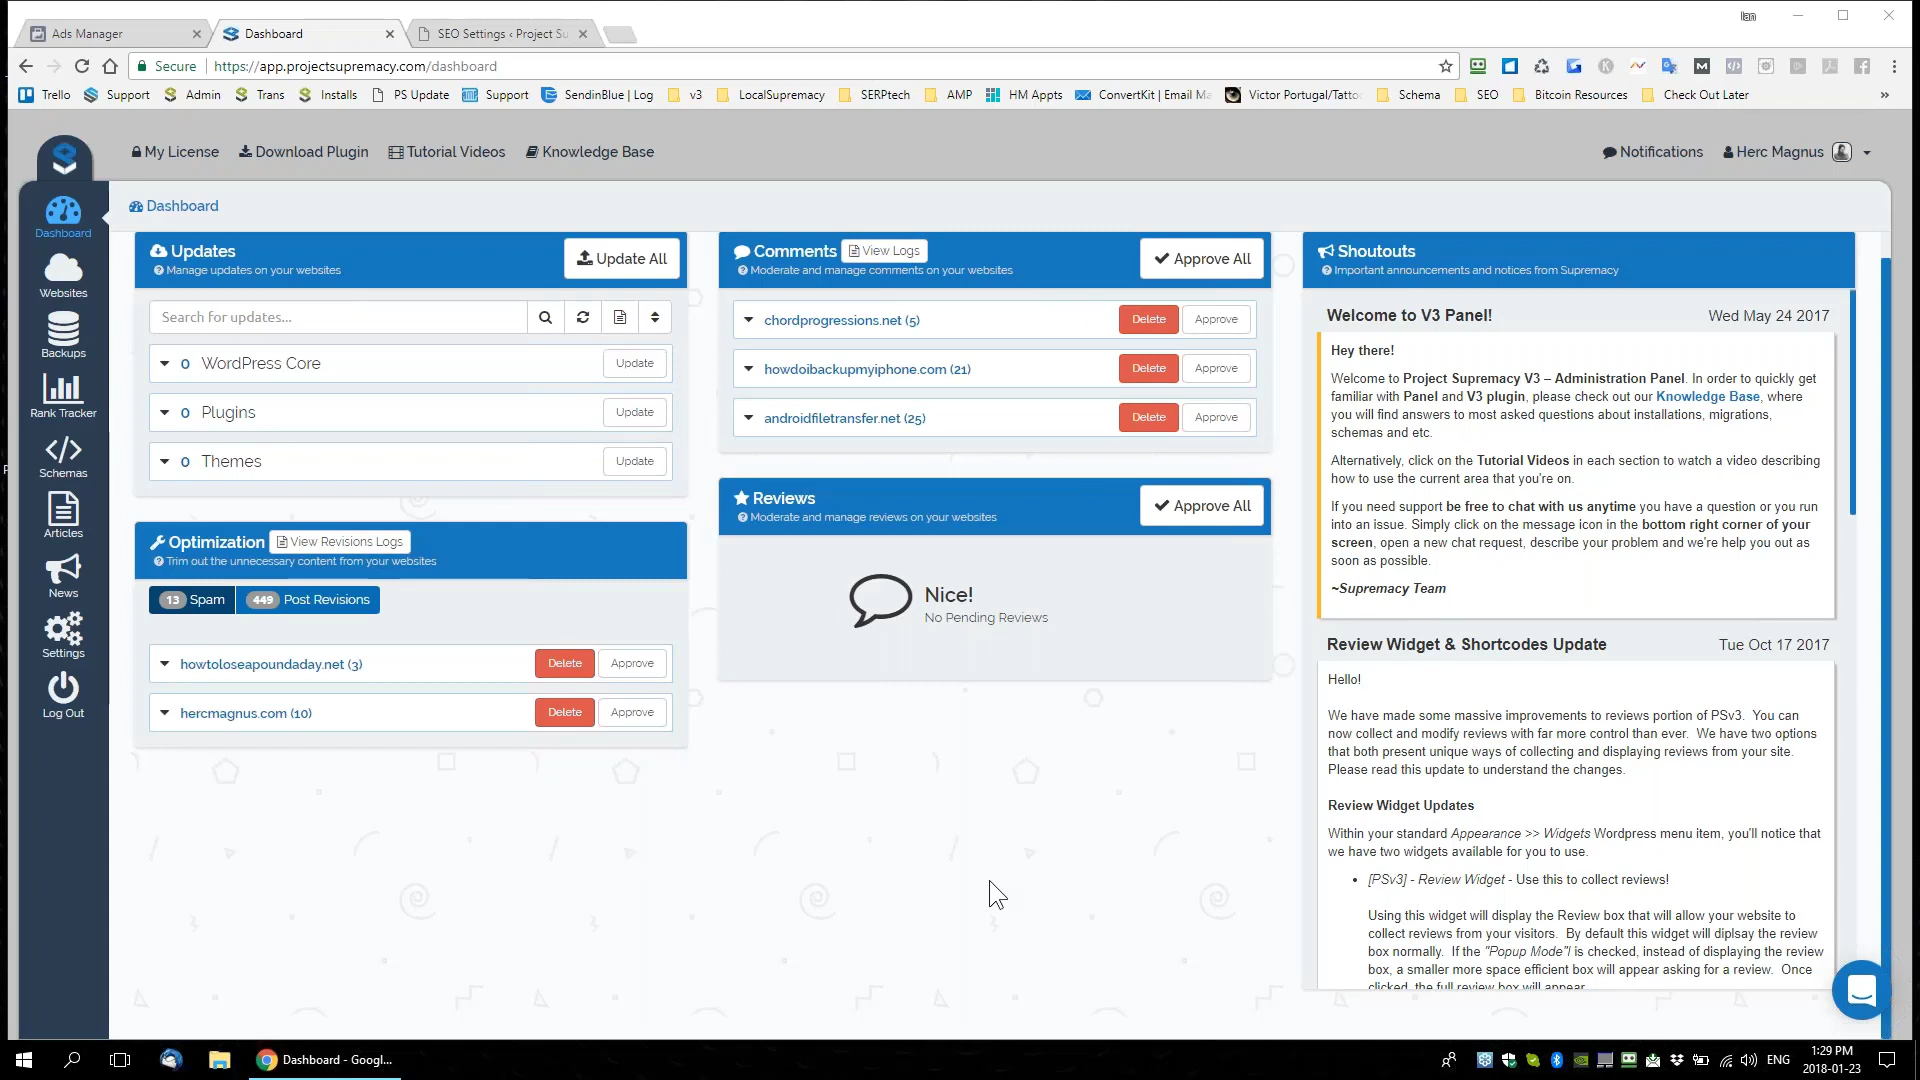 Ads Manager
Dashboard
SEO Settings ‹ Project Su
Ian
Secure
https://app.projectsupremacy.com/dashboard
Trello
Support
Admin
Trans
Installs
PS Update
Support
SendinBlue | Log
v3
LocalSupremacy
SERPtech
AMP
HM Appts
ConvertKit | Email Ma
Victor Portugal/Tatto
Schema
SEO
Bitcoin Resources
Check Out Later
»
My License
Download Plugin
Tutorial Videos
Knowledge Base
Notifications
Herc Magnus
Dashboard
Websites
Backups
Rank Tracker
Schemas
Articles
News
Settings
Log Out
Dashboard
Updates
Manage updates on your websites
Update All
Search for updates...
0 WordPress Core
Update
0 Plugins
Update
0 Themes
Update
Optimization
View Revisions Logs
Trim out the unnecessary content from your websites
13 Spam
449 Post Revisions
howtoloseapoundaday.net (3)
Delete
Approve
hercmagnus.com (10)
Delete
Approve
Comments
View Logs
Moderate and manage comments on your websites
Approve All
chordprogressions.net (5)
Delete
Approve
howdoibackupmyiphone.com (21)
Delete
Approve
androidfiletransfer.net (25)
Delete
Approve
Reviews
Moderate and manage reviews on your websites
Approve All
Nice!
No Pending Reviews
Shoutouts
Important announcements and notices from Supremacy
Welcome to V3 Panel!
Wed May 24 2017
Hey there!
Welcome to Project Supremacy V3 – Administration Panel. In order to quickly get
familiar with Panel and V3 plugin, please check out our Knowledge Base, where
you will find answers to most asked questions about installations, migrations,
schemas and etc.
Alternatively, click on the Tutorial Videos in each section to watch a video describing
how to use the current area that you're on.
If you need support be free to chat with us anytime you have a question or you run
into an issue. Simply click on the message icon in the bottom right corner of your
screen, open a new chat request, describe your problem and we're help you out as
soon as possible.
~Supremacy Team
Review Widget & Shortcodes Update
Tue Oct 17 2017
Hello!
We have made some massive improvements to reviews portion of PSv3. You can
now collect and modify reviews with far more control than ever. We have two options
that both present unique ways of collecting and displaying reviews from your site.
Please read this update to understand the changes.
Review Widget Updates
Within your standard Appearance >> Widgets Wordpress menu item, you'll notice that
we have two widgets available for you to use.
• [PSv3] - Review Widget - Use this to collect reviews!
Using this widget will display the Review box that will allow your website to
collect reviews from your visitors. By default this widget will diplsay the review
box normally. If the "Popup Mode"l is checked, instead of displaying the review
box, a smaller more space efficient box will appear asking for a review. Once
clicked, the full review box will appear.
Dashboard - Googl...
ENG
1:29 PM
2018-01-23